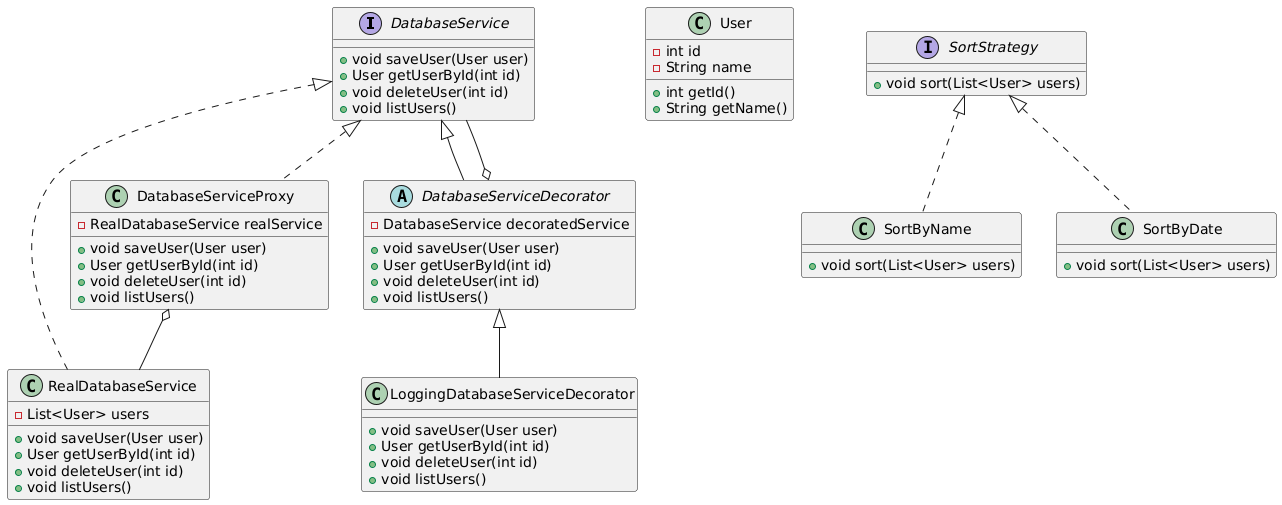 I DatabaseService
void saveUser(User user)
User getUserById(int id)
void deleteUser(int id)
void listUsers()
C User
int id
String name
int getId()
String getName()
I SortStrategy
void sort(List<User> users)
C DatabaseServiceProxy
RealDatabaseService realService
void saveUser(User user)
User getUserById(int id)
void deleteUser(int id)
void listUsers()
A DatabaseServiceDecorator
DatabaseService decoratedService
void saveUser(User user)
User getUserById(int id)
void deleteUser(int id)
void listUsers()
C SortByName
void sort(List<User> users)
C SortByDate
void sort(List<User> users)
C RealDatabaseService
List<User> users
void saveUser(User user)
User getUserById(int id)
void deleteUser(int id)
void listUsers()
C LoggingDatabaseServiceDecorator
void saveUser(User user)
User getUserById(int id)
void deleteUser(int id)
void listUsers()